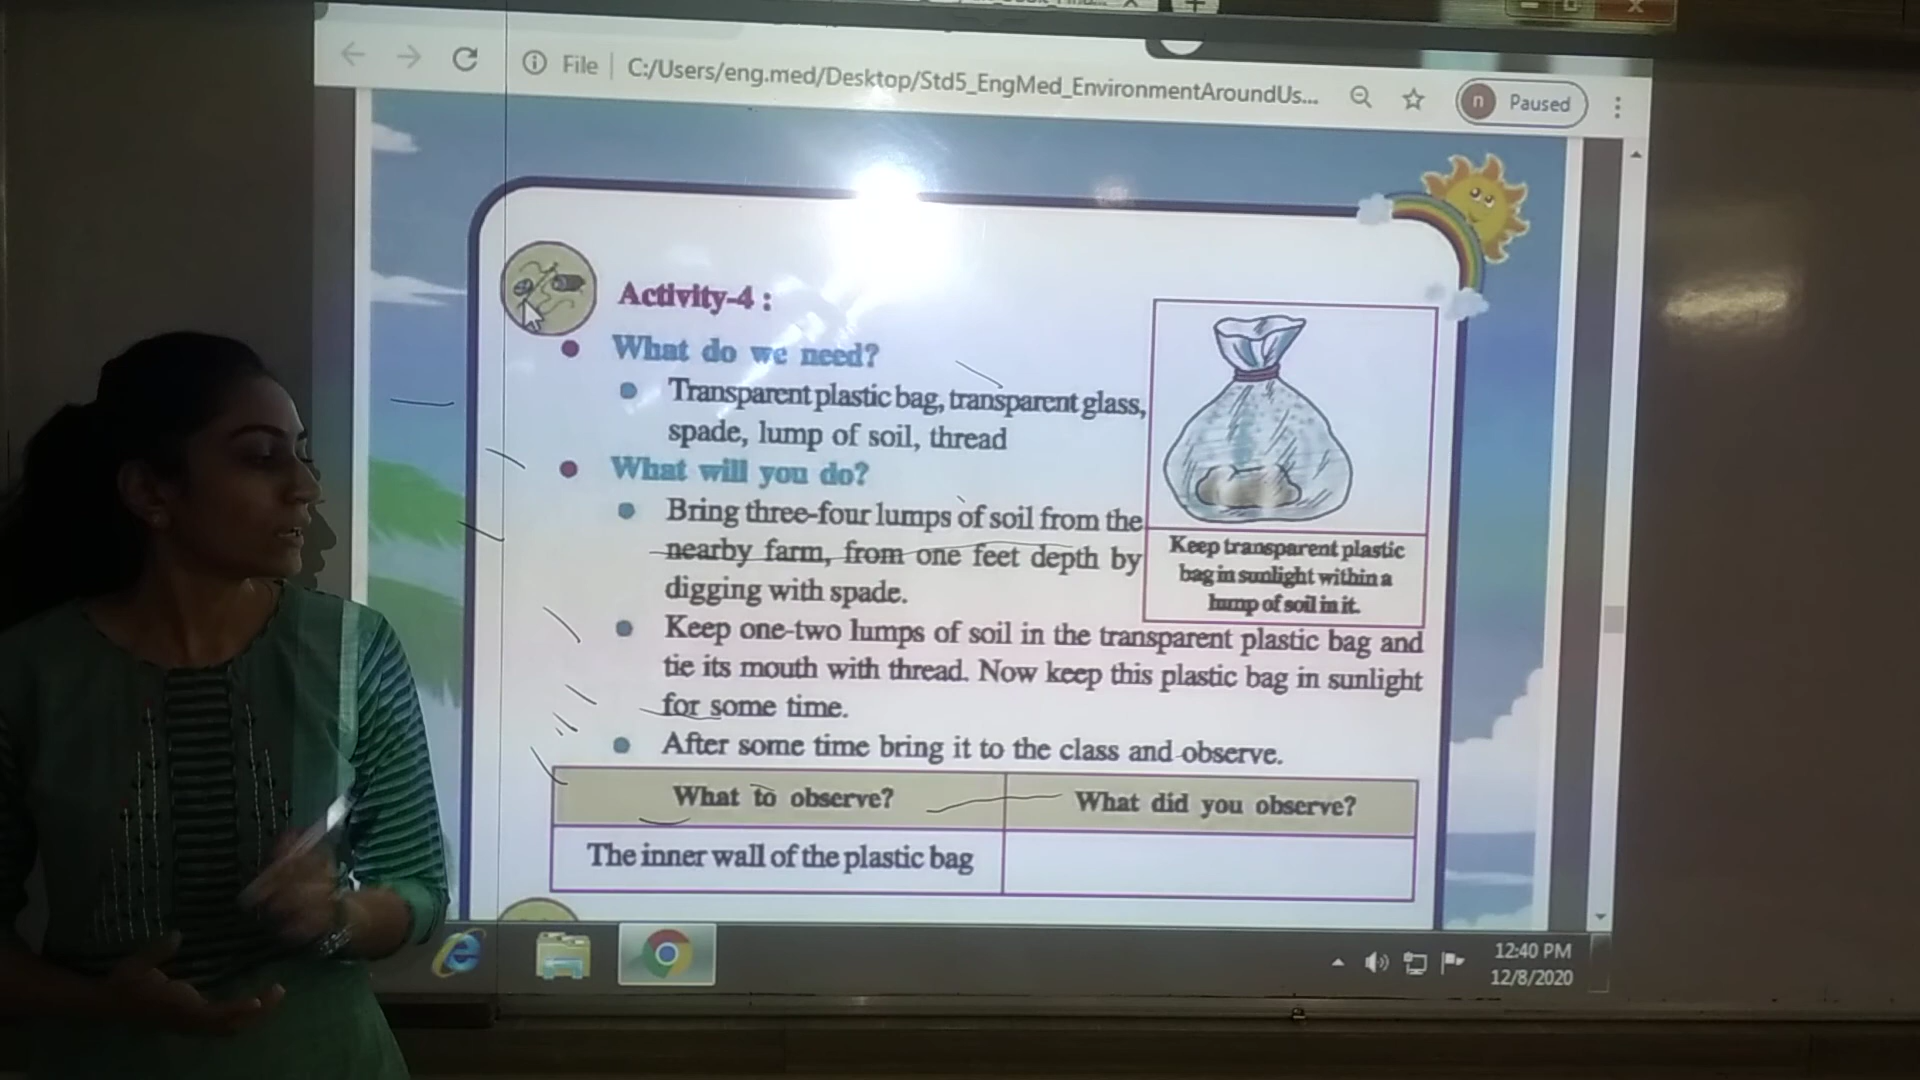 File
C:/Users/eng.med/Desktop/Std5_EngMed_EnvironmentAroundUs...
n Paused
Activity-4 :
What do we need?
Transparent plastic bag, transparent glass,
spade, lump of soil, thread
What will you do?
Bring three-four lumps of soil from the
nearby farm, from one feet depth by
digging with spade.
Keep transparent plastic
bag in sunlight within a
lump of soil in it.
Keep one-two lumps of soil in the transparent plastic bag and
tie its mouth with thread. Now keep this plastic bag in sunlight
for some time.
After some time bring it to the class and observe.
What to observe?
What did you observe?
The inner wall of the plastic bag
12:40 PM
12/8/2020